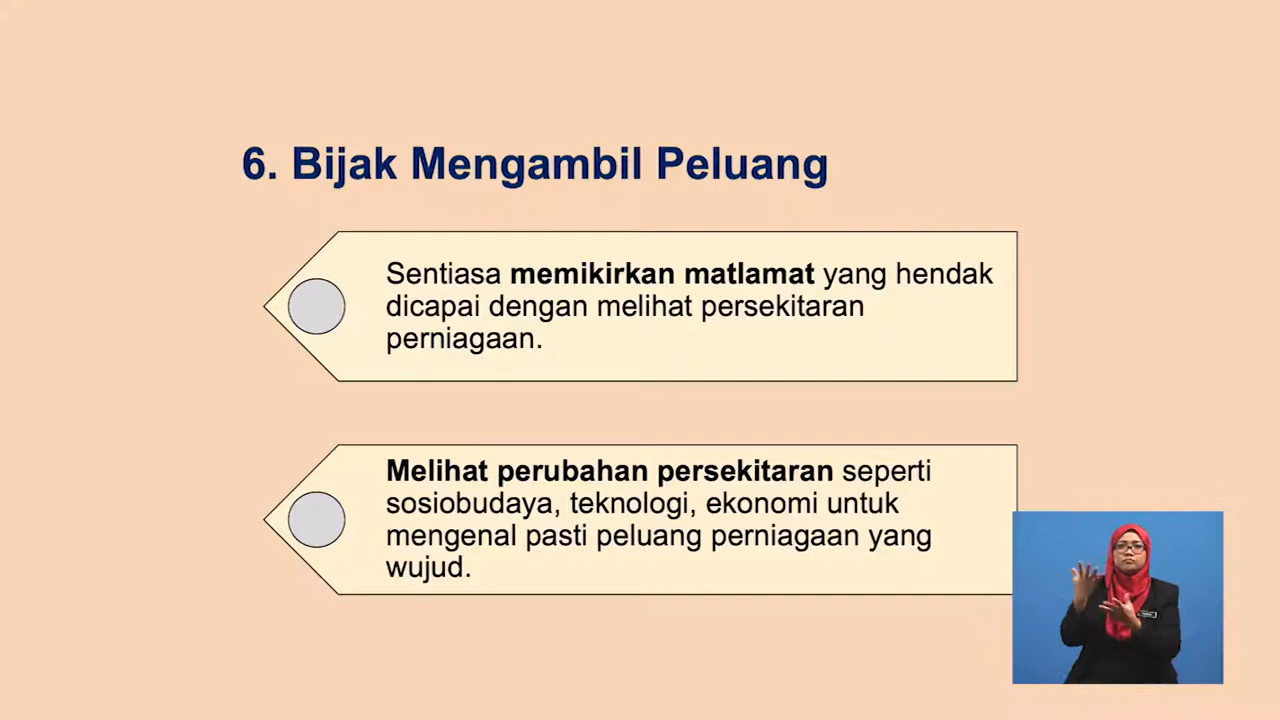 6. Bijak Mengambil Peluang
Sentiasa memikirkan matlamat yang hendak
dicapai dengan melihat persekitaran
perniagaan.
Melihat perubahan persekitaran seperti
sosiobudaya, teknologi, ekonomi untuk
mengenal pasti peluang perniagaan yang
wujud.